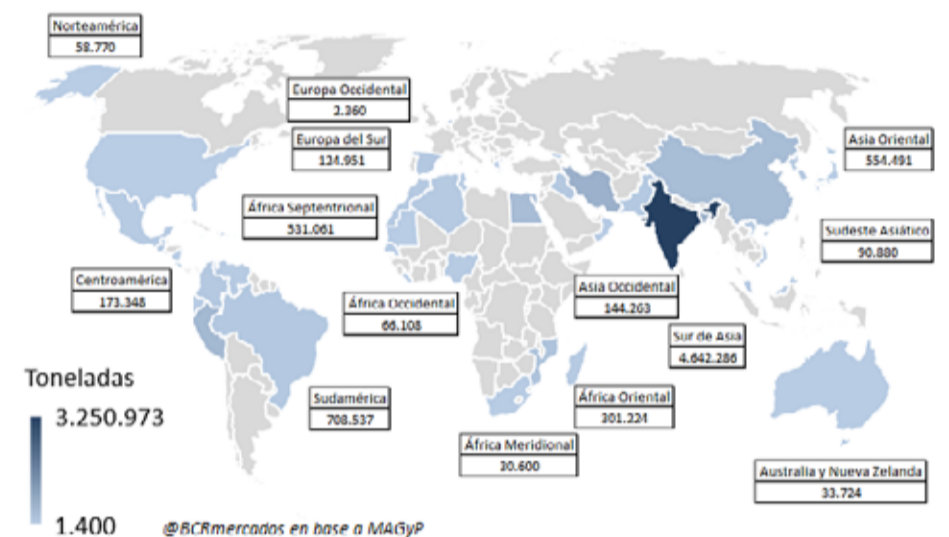 Norteamérica
58.770
Europa Occidental
2.360
Europa del Sur
124.951
Asia Oriental
554.491
África Septentrional
531.061
Sudeste Asiático
90.880
Centroamérica
173.348
África Occidental
66.108
Asia Occidental
144.263
Sur de Asia
4.642.286
Toneladas
3.250.973
1.400
Sudamérica
708.537
África Oriental
301.224
África Meridional
30.600
Australia y Nueva Zelanda
33.724
@BCRmercados en base a MAGyP